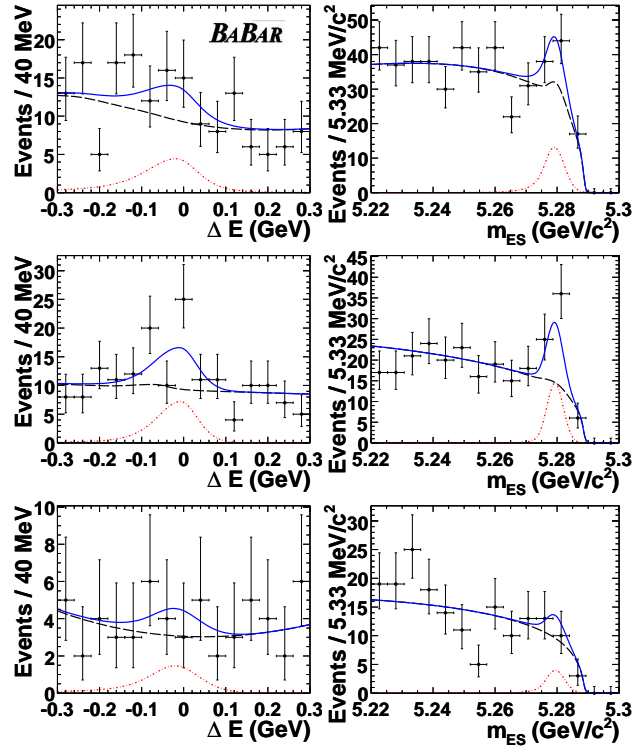 BABAR
Events / 40 MeV
20
15
10
5
0
-0.3 -0.2 -0.1 0 0.1 0.2 0.3
Δ E (GeV)
Events / 5.33 MeV/c²
50
40
30
20
10
0
5.22 5.24 5.26 5.28 5.3
m_ES (GeV/c²)
Events / 40 MeV
30
25
20
15
10
5
0
-0.3 -0.2 -0.1 0 0.1 0.2 0.3
Δ E (GeV)
Events / 5.33 MeV/c²
45
40
35
30
25
20
15
10
5
0
5.22 5.24 5.26 5.28 5.3
m_ES (GeV/c²)
Events / 40 MeV
10
8
6
4
2
0
-0.3 -0.2 -0.1 0 0.1 0.2 0.3
Δ E (GeV)
Events / 5.33 MeV/c²
30
25
20
15
10
5
0
5.22 5.24 5.26 5.28 5.3
m_ES (GeV/c²)